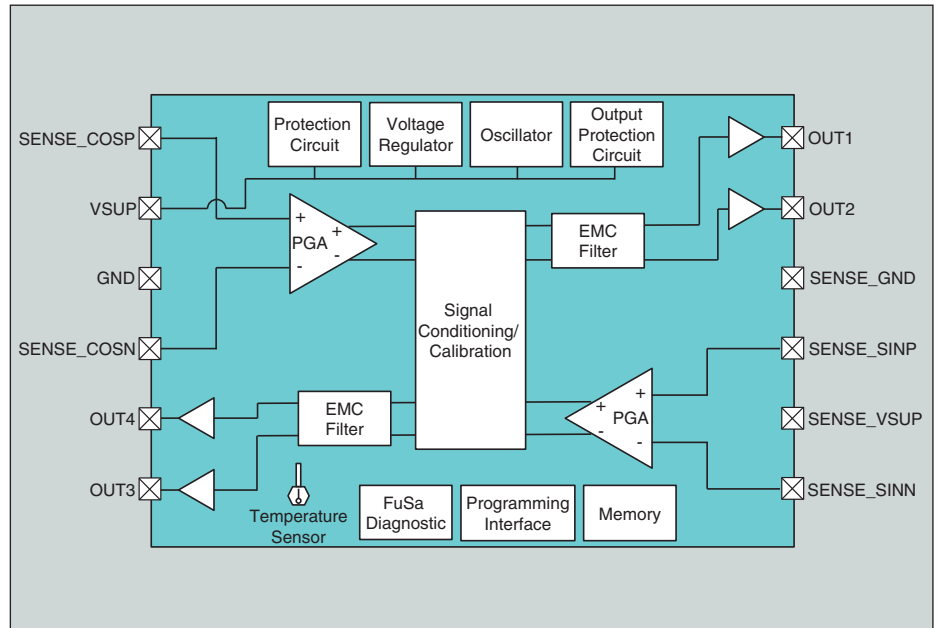 Protection
Circuit
Voltage
Regulator
Oscillator
Output
Protection
Circuit
SENSE_COSP
VSUP
GND
SENSE_COSN
OUT4
OUT3
OUT1
OUT2
SENSE_GND
SENSE_SINP
SENSE_VSUP
SENSE_SINN
+
PGA
-
+
-
Signal
Conditioning/
Calibration
EMC
Filter
EMC
Filter
+
-
PGA
+
-
Temperature
Sensor
FuSa
Diagnostic
Programming
Interface
Memory